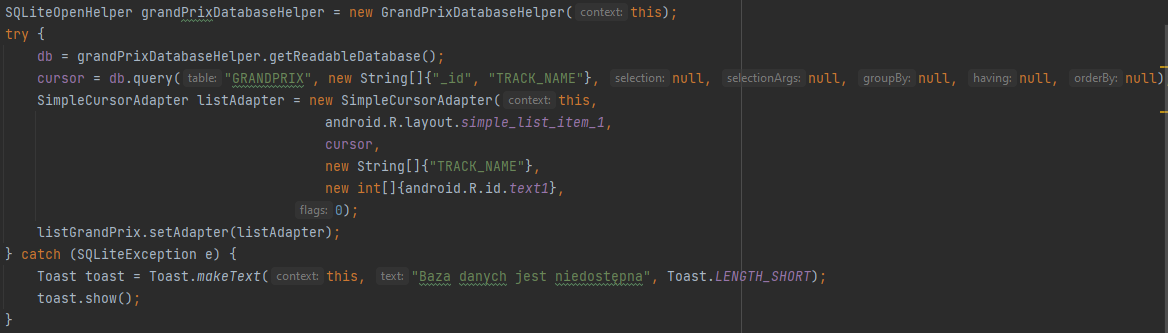 SQLiteOpenHelper grandPrixDatabaseHelper = new GrandPrixDatabaseHelper( context: this);
try {
    db = grandPrixDatabaseHelper.getReadableDatabase();
    cursor = db.query( table: "GRANDPRIX", new String[]{"_id", "TRACK_NAME"}, selection: null, selectionArgs: null, groupBy: null, having: null, orderBy: null)
    SimpleCursorAdapter listAdapter = new SimpleCursorAdapter( context: this,
                                        android.R.layout.simple_list_item_1,
                                        cursor,
                                        new String[]{"TRACK_NAME"},
                                        new int[]{android.R.id.text1},
                                    flags: 0);
    listGrandPrix.setAdapter(listAdapter);
} catch (SQLiteException e) {
    Toast toast = Toast.makeText( context: this, text: "Baza danych jest niedostępna", Toast.LENGTH_SHORT);
    toast.show();
}